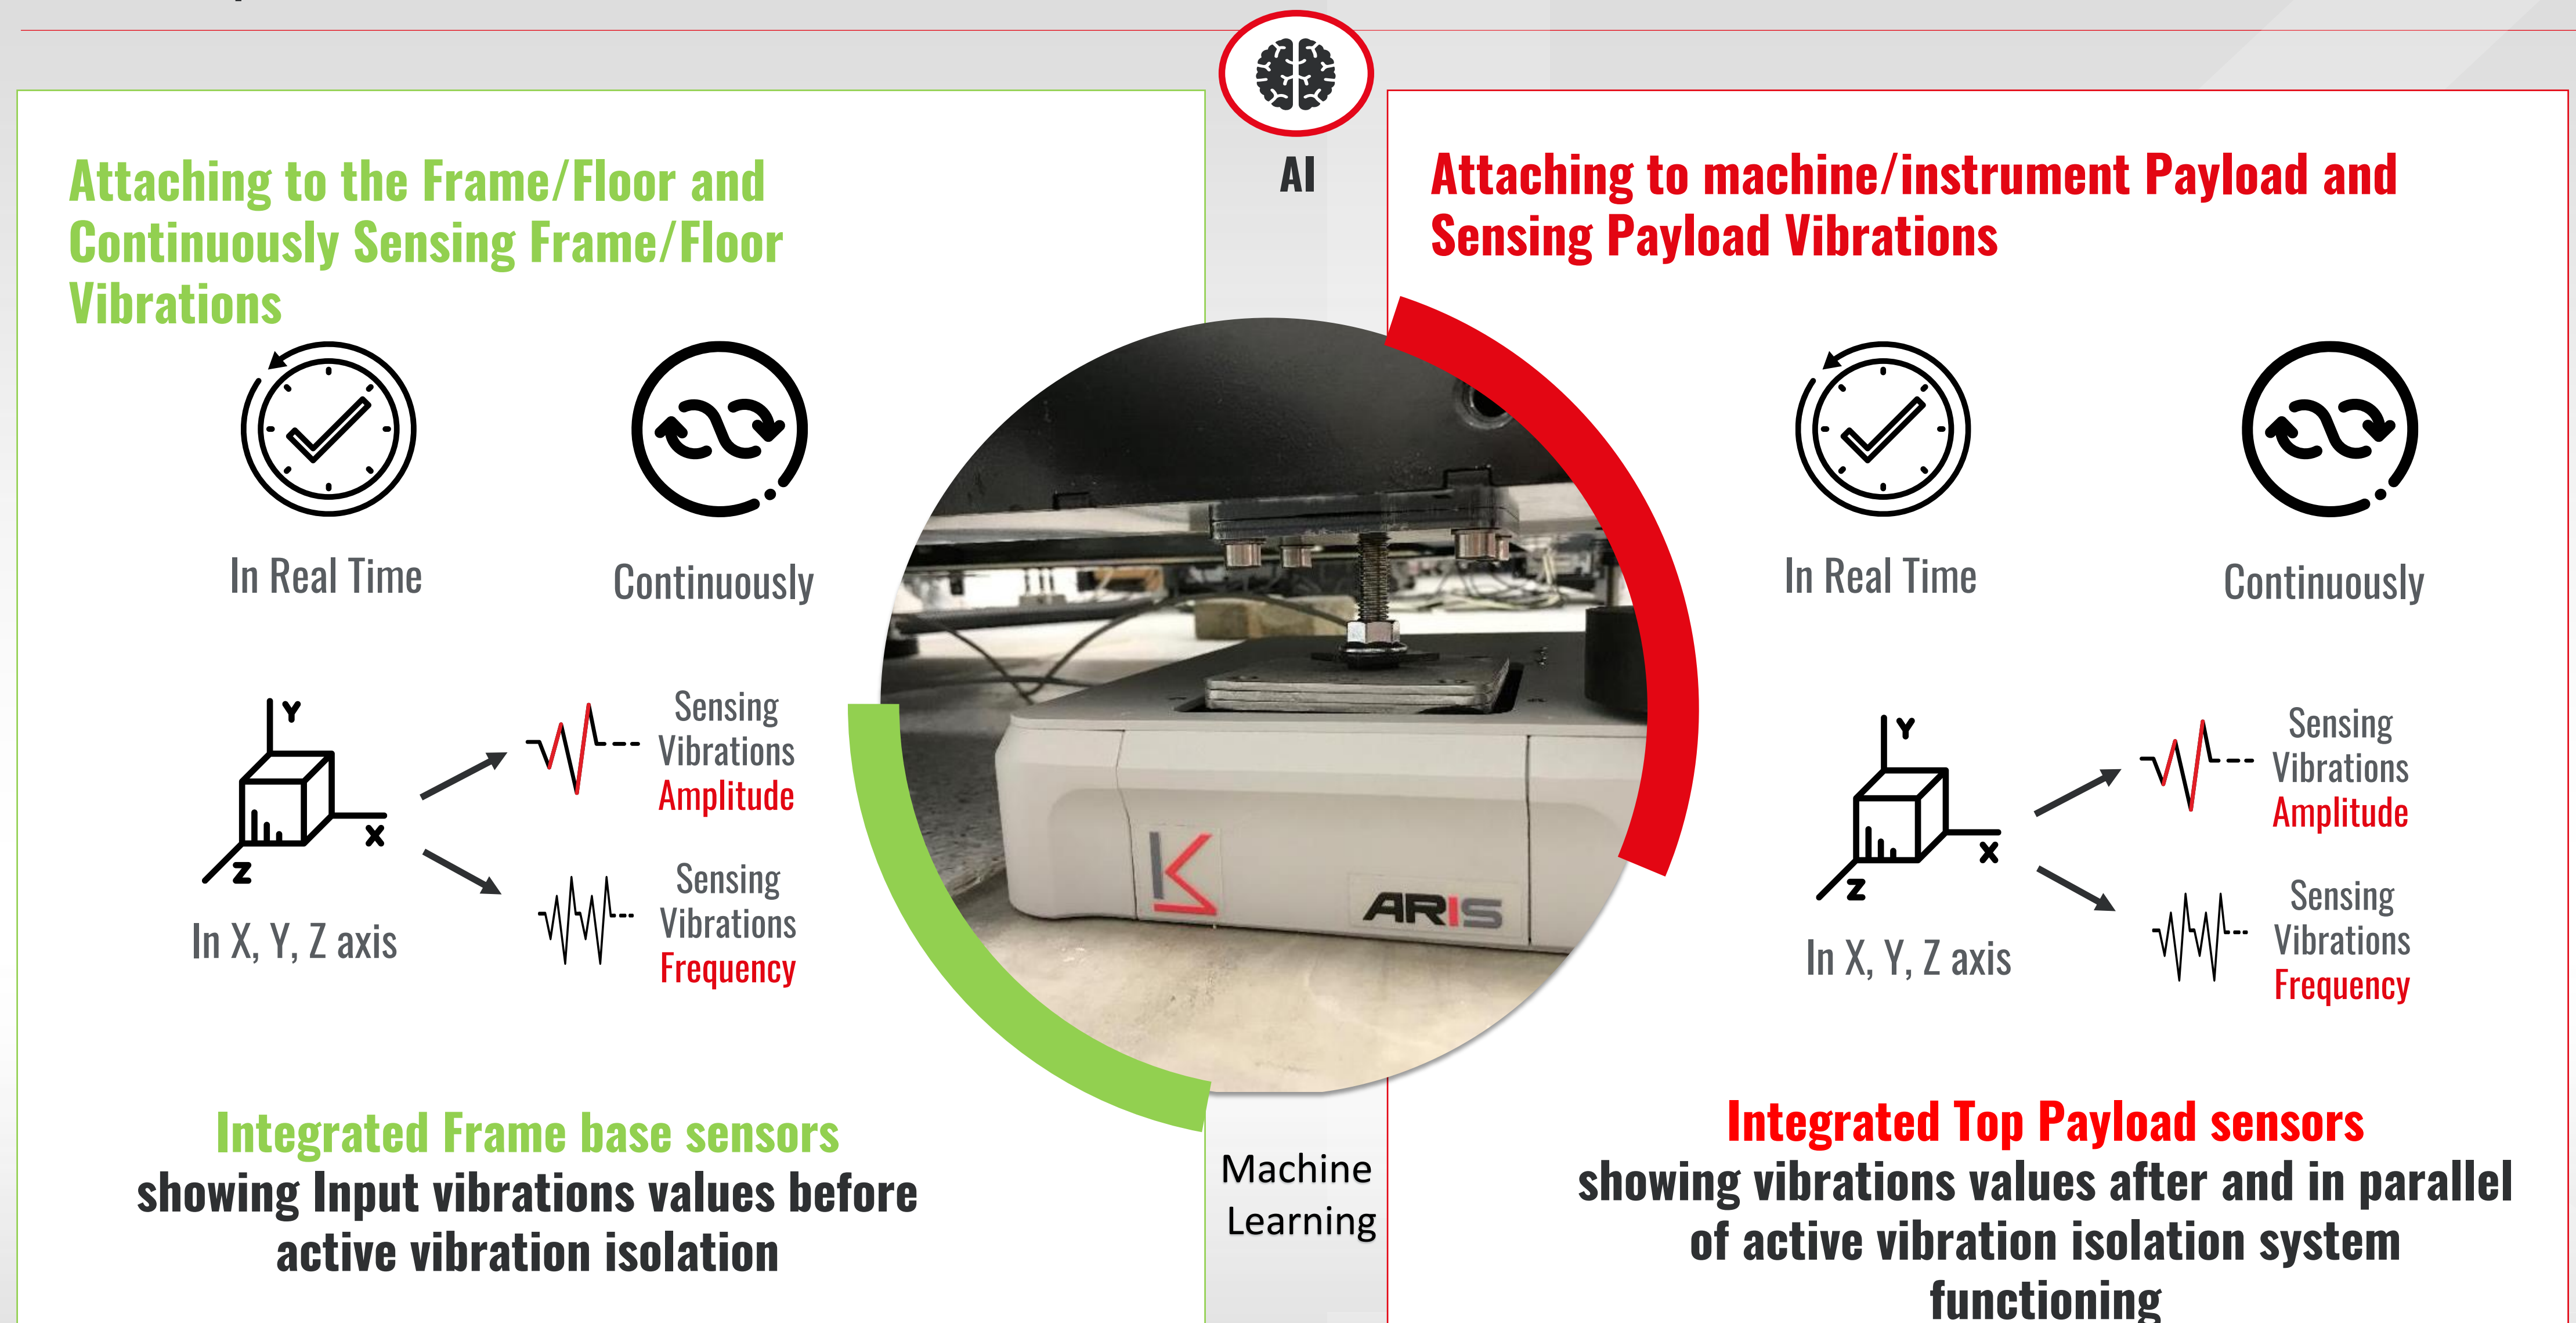 AI
Attaching to the Frame/Floor and
Continuously Sensing Frame/Floor
Vibrations
In Real Time
Continuously
Y
X
Z
In X, Y, Z axis
Sensing
Vibrations
Amplitude
Sensing
Vibrations
Frequency
Integrated Frame base sensors
showing Input vibrations values before
active vibration isolation
ARIS
Machine
Learning
Attaching to machine/instrument Payload and
Sensing Payload Vibrations
In Real Time
Continuously
Y
X
Z
In X, Y, Z axis
Sensing
Vibrations
Amplitude
Sensing
Vibrations
Frequency
Integrated Top Payload sensors
showing vibrations values after and in parallel
of active vibration isolation system
functioning